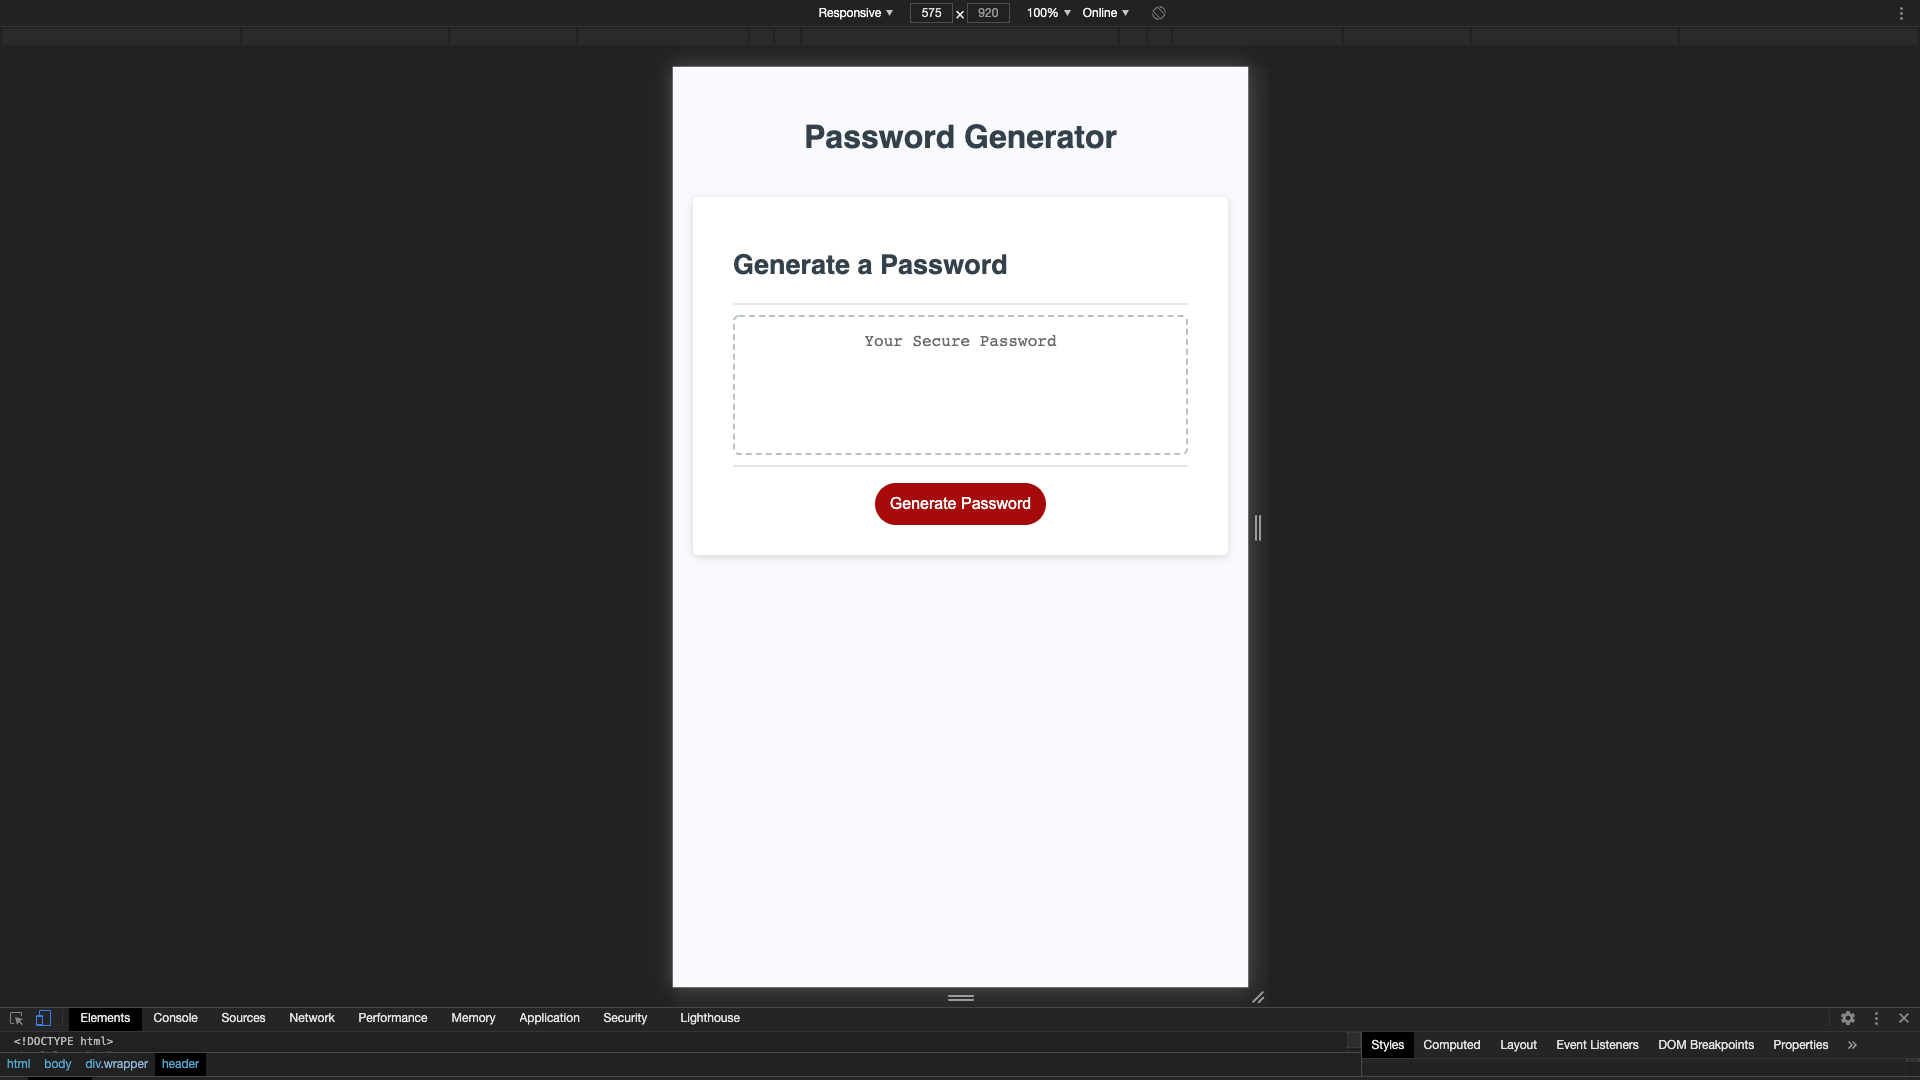 Responsive ▼ 575 × 920 100% ▼ Online ▼
Password Generator
Generate a Password
Your Secure Password
Generate Password
Elements Console Sources Network Performance Memory Application Security Lighthouse
<!DOCTYPE html>
html body div.wrapper header
Styles Computed Layout Event Listeners DOM Breakpoints Properties »